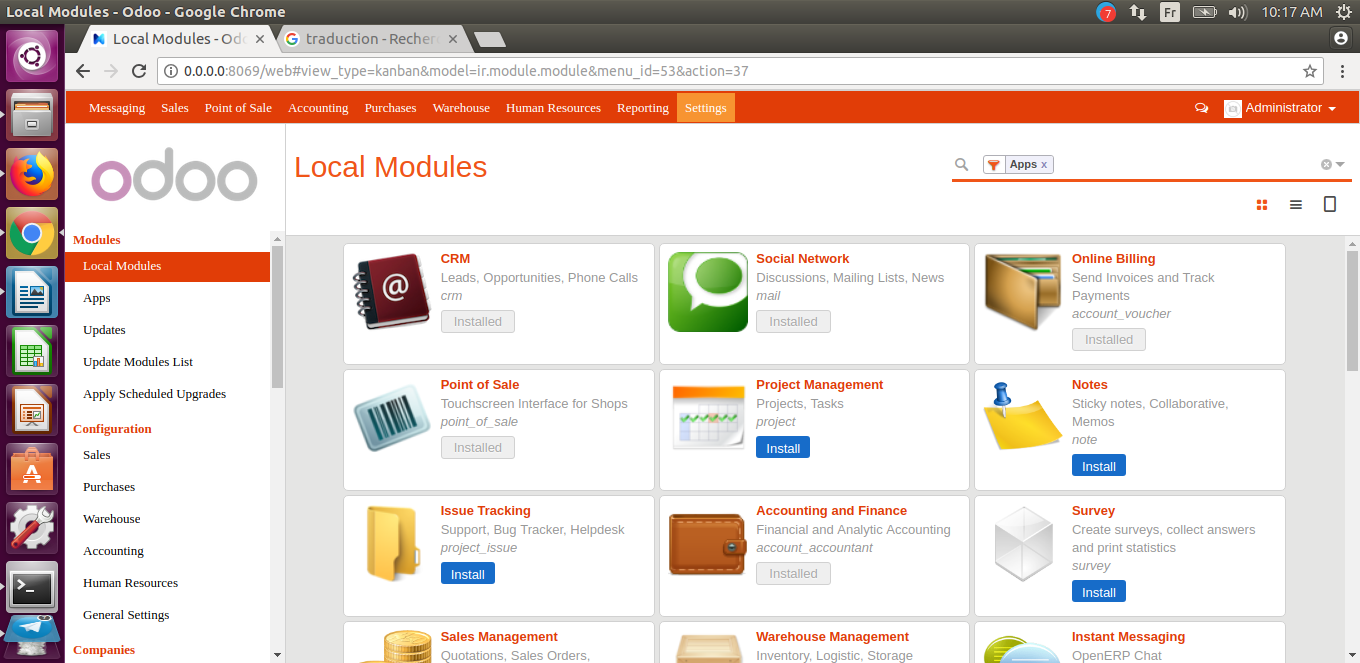 Local Modules - Odoo - Google Chrome
7
Fr
10:17 AM
Local Modules - Odo
traduction - Recher
0.0.0.0:8069/web#view_type=kanban&model=ir.module.module&menu_id=53&action=37
Messaging Sales Point of Sale Accounting Purchases Warehouse Human Resources Reporting Settings
Administrator
odoo
Local Modules
Apps x
Modules
Local Modules
Apps
Updates
Update Modules List
Apply Scheduled Upgrades
Configuration
Sales
Purchases
Warehouse
Accounting
Human Resources
General Settings
Companies
CRM
Leads, Opportunities, Phone Calls
crm
Installed
Social Network
Discussions, Mailing Lists, News
mail
Installed
Online Billing
Send Invoices and Track
Payments
account_voucher
Installed
Point of Sale
Touchscreen Interface for Shops
point_of_sale
Installed
Project Management
Projects, Tasks
project
Install
Notes
Sticky notes, Collaborative,
Memos
note
Install
Issue Tracking
Support, Bug Tracker, Helpdesk
project_issue
Install
Accounting and Finance
Financial and Analytic Accounting
account_accountant
Installed
Survey
Create surveys, collect answers
and print statistics
survey
Install
Sales Management
Quotations, Sales Orders,
Warehouse Management
Inventory, Logistic, Storage
Instant Messaging
OpenERP Chat